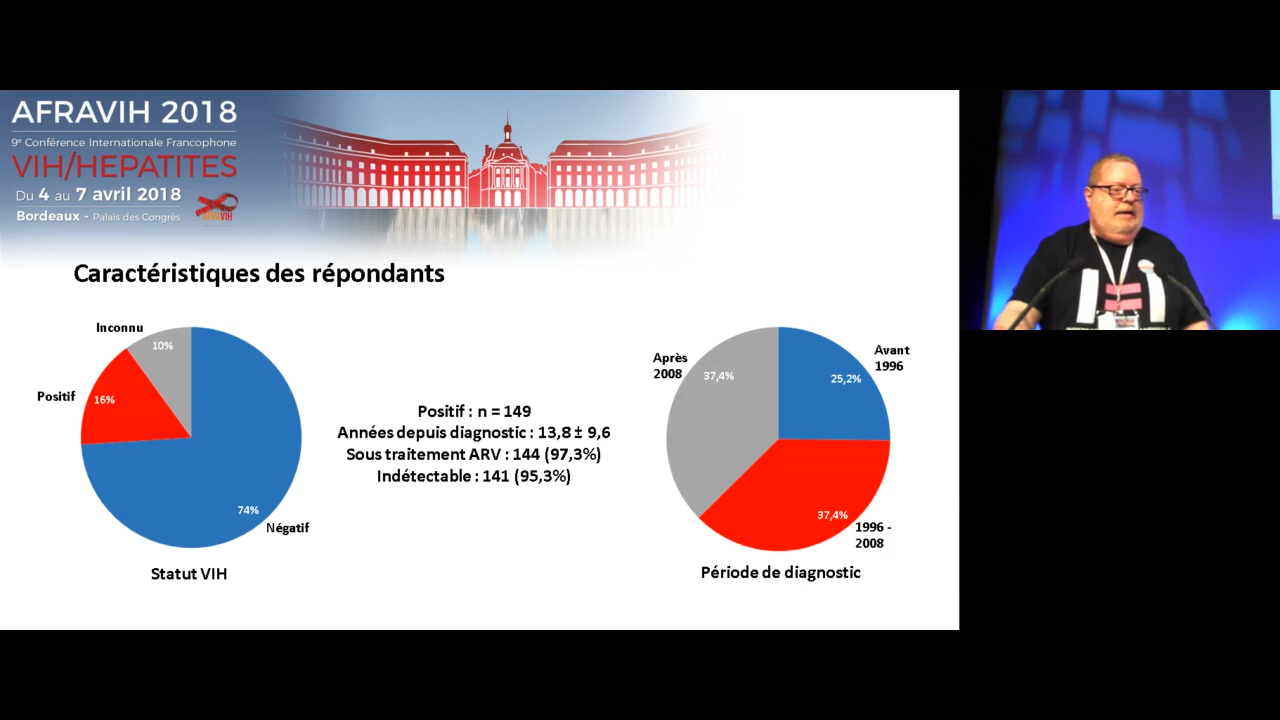 AFRAVIH 2018
9e Conférence Internationale Francophone
VIH/HEPATITES
Du 4 au 7 avril 2018
Bordeaux - Palais des Congrès
AFRAVIH
Caractéristiques des répondants
Inconnu
10%
Positif
16%
74%
Négatif
Statut VIH
Positif : n = 149
Années depuis diagnostic : 13,8 ± 9,6
Sous traitement ARV : 144 (97,3%)
Indétectable : 141 (95,3%)
Après
2008
37,4%
Avant
1996
25,2%
37,4%
1996 -
2008
Période de diagnostic